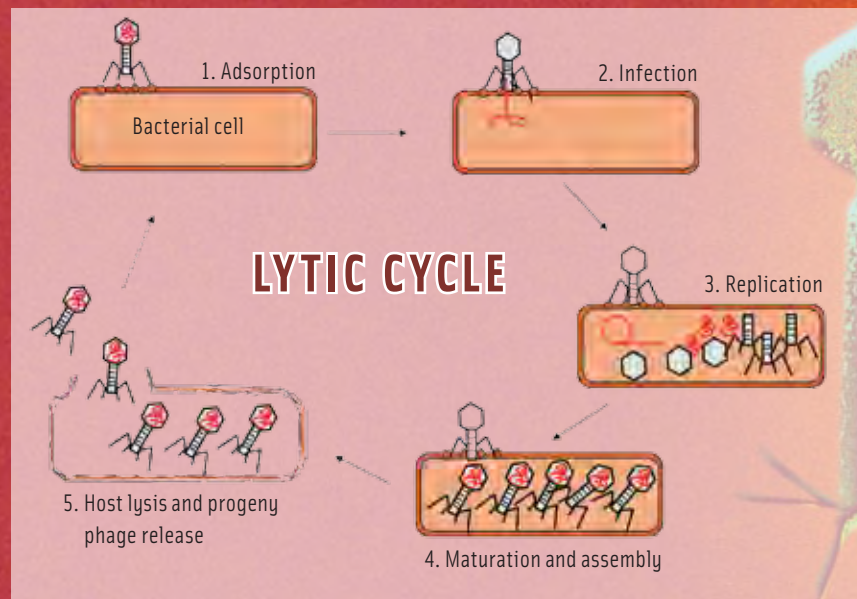 1. Adsorption
Bacterial cell
2. Infection
LYTIC CYCLE
3. Replication
4. Maturation and assembly
5. Host lysis and progeny
phage release